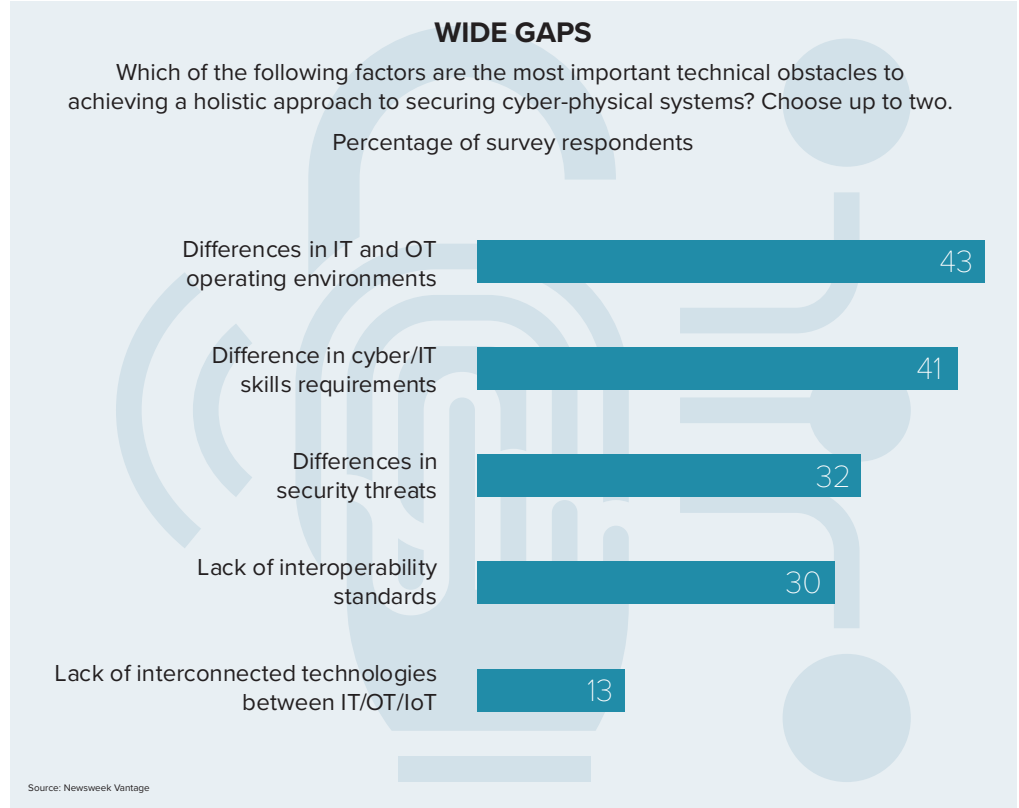 WIDE GAPS
Which of the following factors are the most important technical obstacles to
achieving a holistic approach to securing cyber-physical systems? Choose up to two.
Percentage of survey respondents
Differences in IT and OT
operating environments
43
Difference in cyber/IT
skills requirements
41
Differences in
security threats
32
Lack of interoperability
standards
30
Lack of interconnected technologies
between IT/OT/IoT
13
Source: Newsweek Vantage